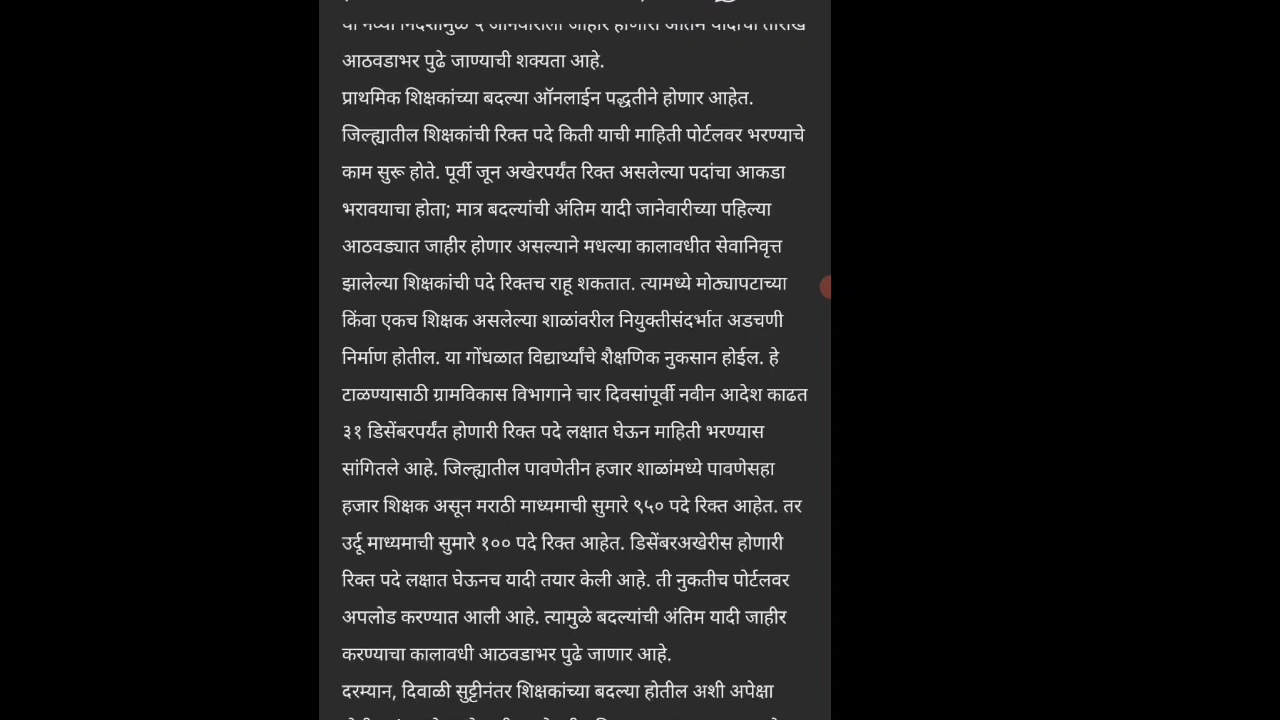 या नव्या निर्देशांमुळे ५ जानेवारीला जाहीर होणारी अंतिम यादीची तारीख
आठवडाभर पुढे जाण्याची शक्यता आहे.
प्राथमिक शिक्षकांच्या बदल्या ऑनलाईन पद्धतीने होणार आहेत.
जिल्ह्यातील शिक्षकांची रिक्त पदे किती याची माहिती पोर्टलवर भरण्याचे
काम सुरू होते. पूर्वी जून अखेरपर्यंत रिक्त असलेल्या पदांचा आकडा
भरावयाचा होता; मात्र बदल्यांची अंतिम यादी जानेवारीच्या पहिल्या
आठवड्यात जाहीर होणार असल्याने मधल्या कालावधीत सेवानिवृत्त
झालेल्या शिक्षकांची पदे रिक्तच राहू शकतात. त्यामध्ये मोठ्यापटाच्या
किंवा एकच शिक्षक असलेल्या शाळांवरील नियुक्तीसंदर्भात अडचणी
निर्माण होतील. या गोंधळात विद्यार्थ्यांचे शैक्षणिक नुकसान होईल. हे
टाळण्यासाठी ग्रामविकास विभागाने चार दिवसांपूर्वी नवीन आदेश काढत
३१ डिसेंबरपर्यंत होणारी रिक्त पदे लक्षात घेऊन माहिती भरण्यास
सांगितले आहे. जिल्ह्यातील पावणेतीन हजार शाळांमध्ये पावणेसहा
हजार शिक्षक असून मराठी माध्यमाची सुमारे ९५० पदे रिक्त आहेत. तर
उर्दू माध्यमाची सुमारे १०० पदे रिक्त आहेत. डिसेंबरअखेरीस होणारी
रिक्त पदे लक्षात घेऊनच यादी तयार केली आहे. ती नुकतीच पोर्टलवर
अपलोड करण्यात आली आहे. त्यामुळे बदल्यांची अंतिम यादी जाहीर
करण्याचा कालावधी आठवडाभर पुढे जाणार आहे.
दरम्यान, दिवाळी सुट्टीनंतर शिक्षकांच्या बदल्या होतील अशी अपेक्षा